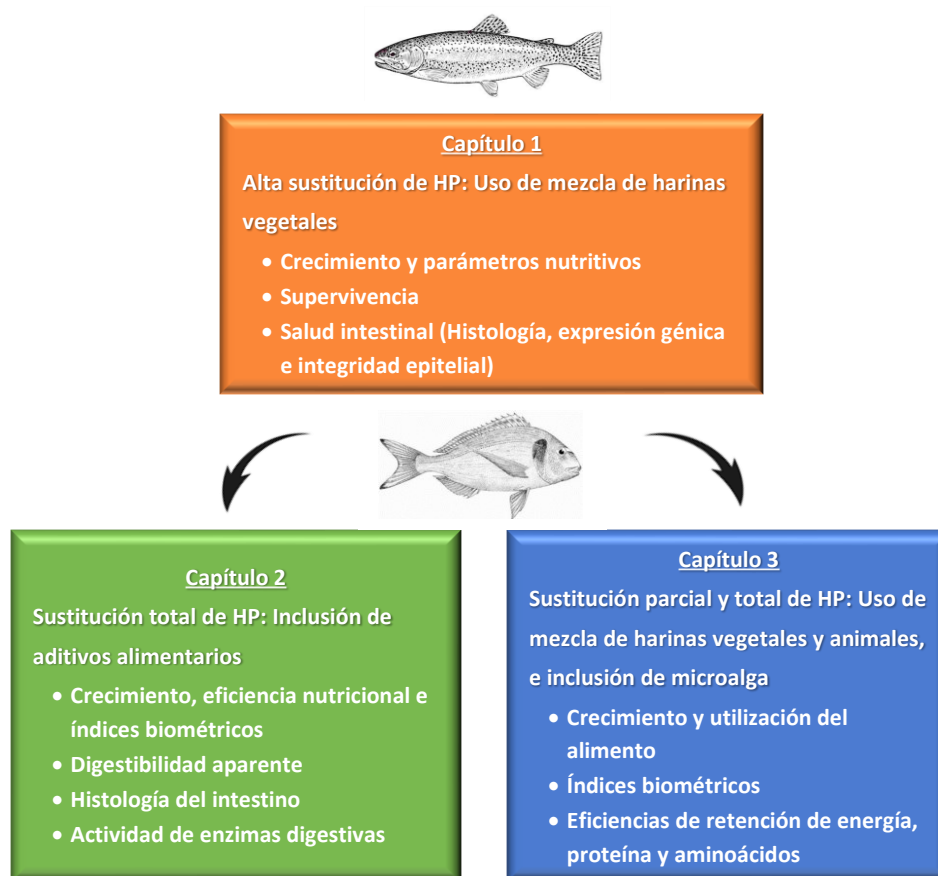 Capítulo 1
Alta sustitución de HP: Uso de mezcla de harinas
vegetales
• Crecimiento y parámetros nutritivos
• Supervivencia
• Salud intestinal (Histología, expresión génica
e integridad epitelial)
Capítulo 2
Sustitución total de HP: Inclusión de
aditivos alimentarios
• Crecimiento, eficiencia nutricional e
índices biométricos
• Digestibilidad aparente
• Histología del intestino
• Actividad de enzimas digestivas
Capítulo 3
Sustitución parcial y total de HP: Uso de
mezcla de harinas vegetales y animales,
e inclusión de microalga
• Crecimiento y utilización del
alimento
• Índices biométricos
• Eficiencias de retención de energía,
proteína y aminoácidos